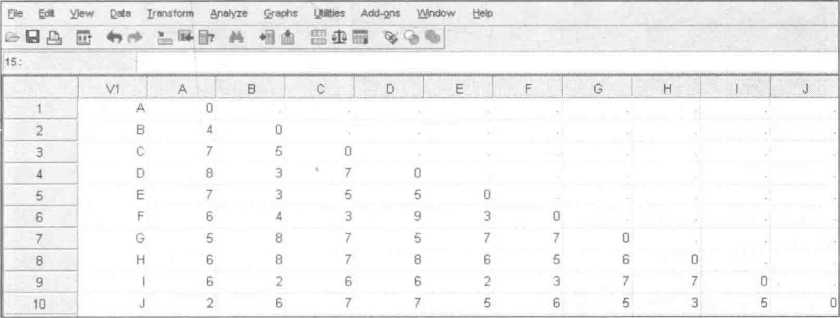 File Edit View Data Transform Analyze Graphs Utilities Add-ons Window Help
15:
V1 A B C D E F G H I J
1 A 0 . . . . . . . . .
2 B 4 0 . . . . . . . .
3 C 7 5 0 . . . . . . .
4 D 8 3 7 0 . . . . . .
5 E 7 3 5 5 0 . . . . .
6 F 6 4 3 9 3 0 . . . .
7 G 5 8 7 5 7 7 0 . . .
8 H 6 8 7 8 6 5 6 0 . .
9 I 6 2 6 6 2 3 7 7 0 .
10 J 2 6 7 7 5 6 5 3 5 0